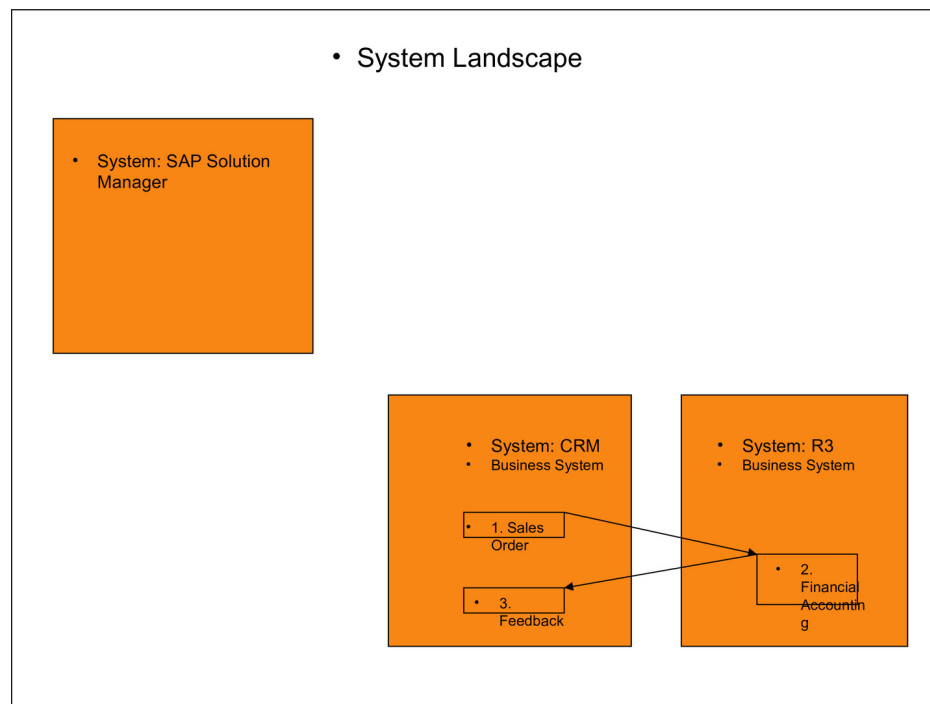 • System Landscape
• System: SAP Solution
Manager
• System: CRM
• Business System
• 1. Sales
Order
• 3.
Feedback
• System: R3
• Business System
• 2.
Financial
Accountin
g